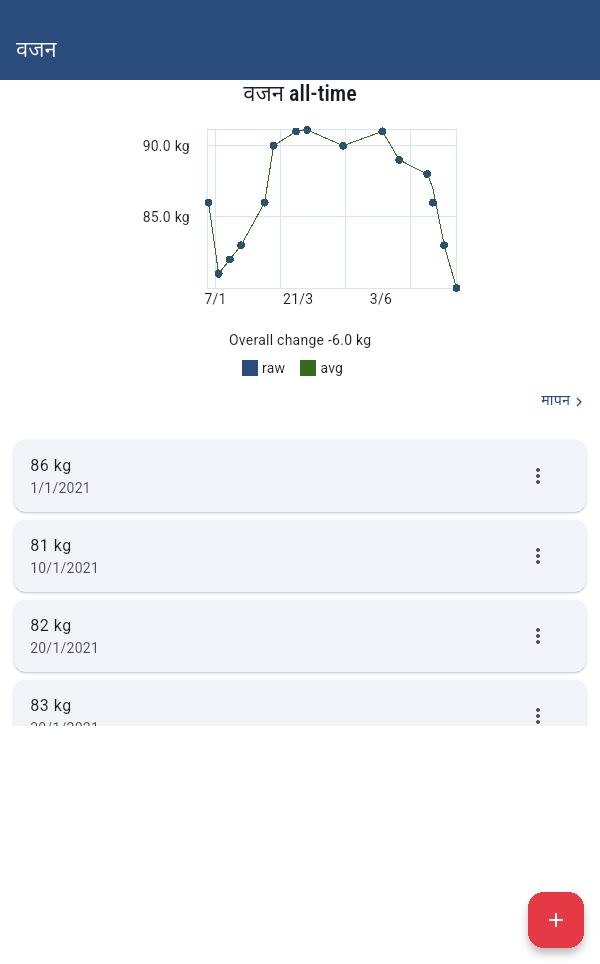 वजन
वजन all-time
90.0 kg
85.0 kg
7/1
21/3
3/6
Overall change -6.0 kg
raw
avg
मापन
86 kg
1/1/2021
81 kg
10/1/2021
82 kg
20/1/2021
83 kg